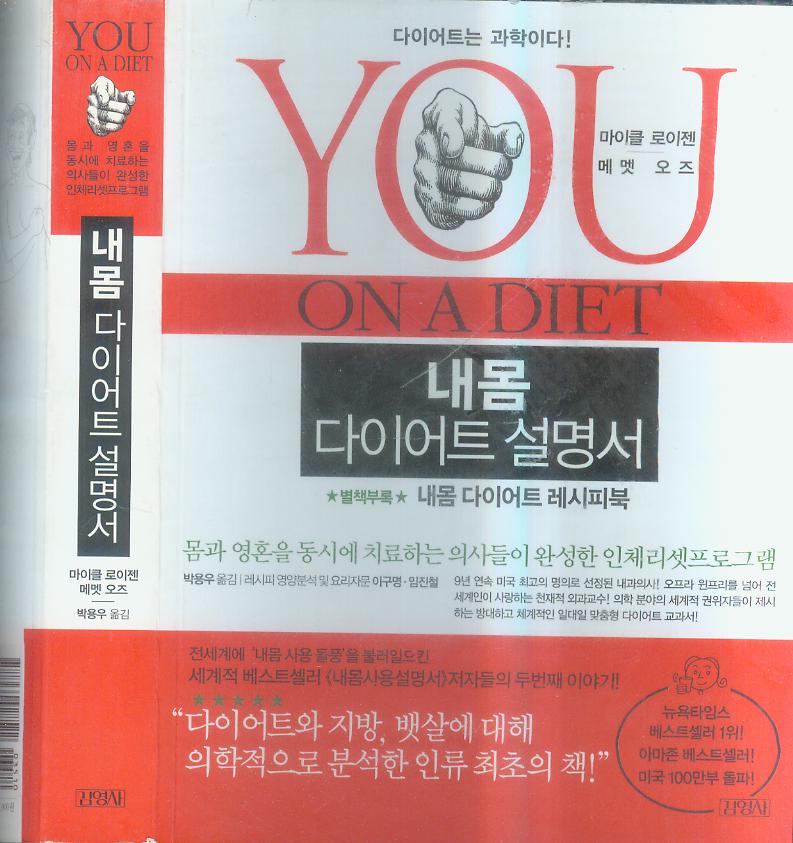 YOU
ON A DIET
몸과 영혼을
동시에 치료하는
의사들이 완성한
인체리셋프로그램
내몸 다이어트 설명서
마이클 로이젠
메멧 오즈
박용우 옮김
김영사
다이어트는 과학이다!
YOU
마이클 로이젠
메멧 오즈
ON A DIET
내몸
다이어트 설명서
★별책부록★ 내몸 다이어트 레시피북
몸과 영혼을 동시에 치료하는 의사들이 완성한 인체리셋프로그램
박용우 옮김 | 레시피 영양분석 및 요리자문 이구명·임진철
9년 연속 미국 최고의 명의로 선정된 내과의사! 오프라 윈프리를 넘어 전
세계인이 사랑하는 천재적 외과교수! 의학 분야의 세계적 권위자들이 제시
하는 방대하고 체계적인 일대일 맞춤형 다이어트 교과서!
전세계에 '내몸 사용 돌풍'을 불러일으킨
세계적 베스트셀러 《내몸사용설명서》 저자들의 두번째 이야기!
★★★★★
“다이어트와 지방, 뱃살에 대해
의학적으로 분석한 인류 최초의 책!”
뉴욕타임스
베스트셀러 1위!
아마존 베스트셀러!
미국 100만부 돌파!
김영사